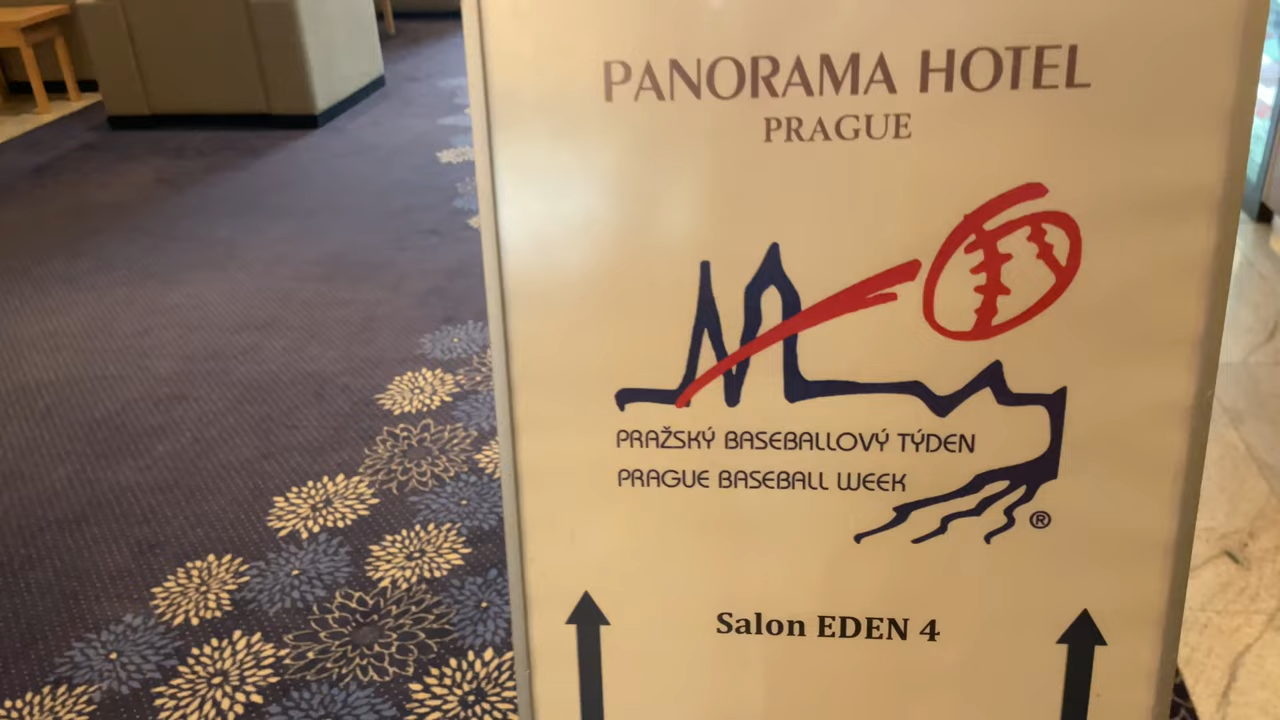 PANORAMA HOTEL
PRAGUE
PRAŽSKÝ BASEBALLOVÝ TÝDEN
PRAGUE BASEBALL WEEK
®
Salon EDEN 4